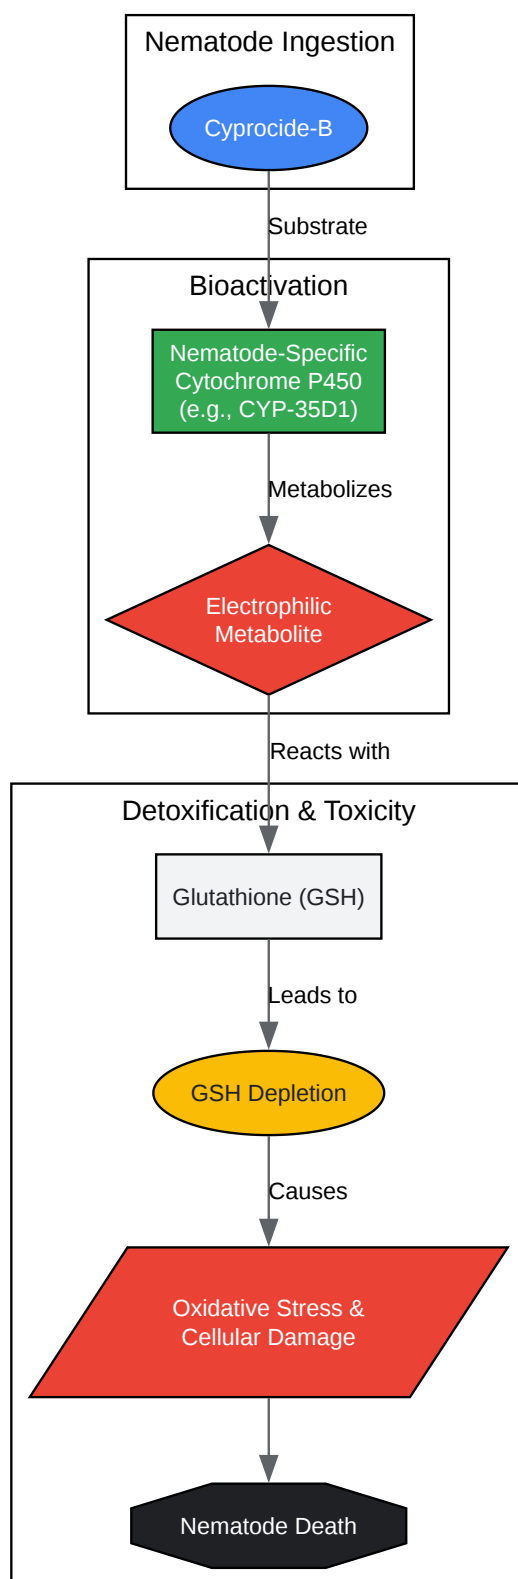 Nematode Ingestion
Cyprocide-B
Substrate
Bioactivation
Nematode-Specific
Cytochrome P450
(e.g., CYP-35D1)
Metabolizes
Electrophilic
Metabolite
Reacts with
Detoxification & Toxicity
Glutathione (GSH)
Leads to
GSH Depletion
Causes
Oxidative Stress &
Cellular Damage
Nematode Death